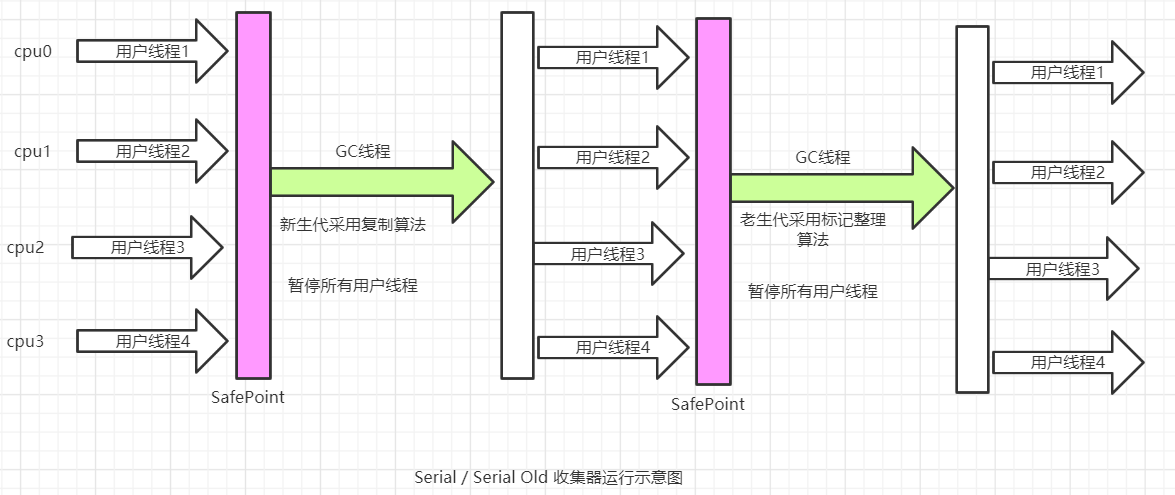 cpu0
用户线程1
用户线程1
用户线程1
cpu1
用户线程2
GC线程
用户线程2
GC线程
用户线程2
新生代采用复制算法
老生代采用标记整理
算法
cpu2
用户线程3
用户线程3
用户线程3
暂停所有用户线程
暂停所有用户线程
cpu3
用户线程4
用户线程4
用户线程4
SafePoint
SafePoint
Serial / Serial Old 收集器运行示意图